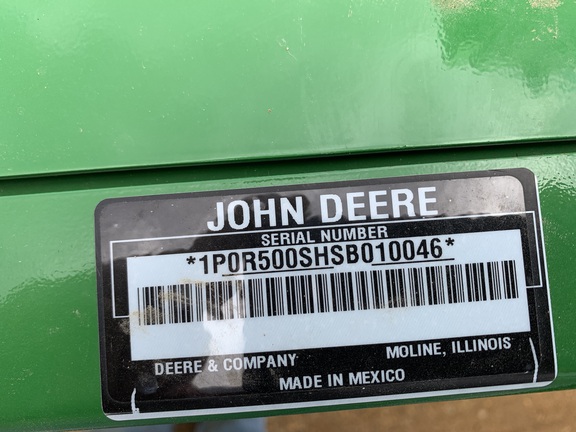 JOHN DEERE
SERIAL NUMBER
*1P0R500SHSB010046*
DEERE & COMPANY MOLINE, ILLINOIS
MADE IN MEXICO